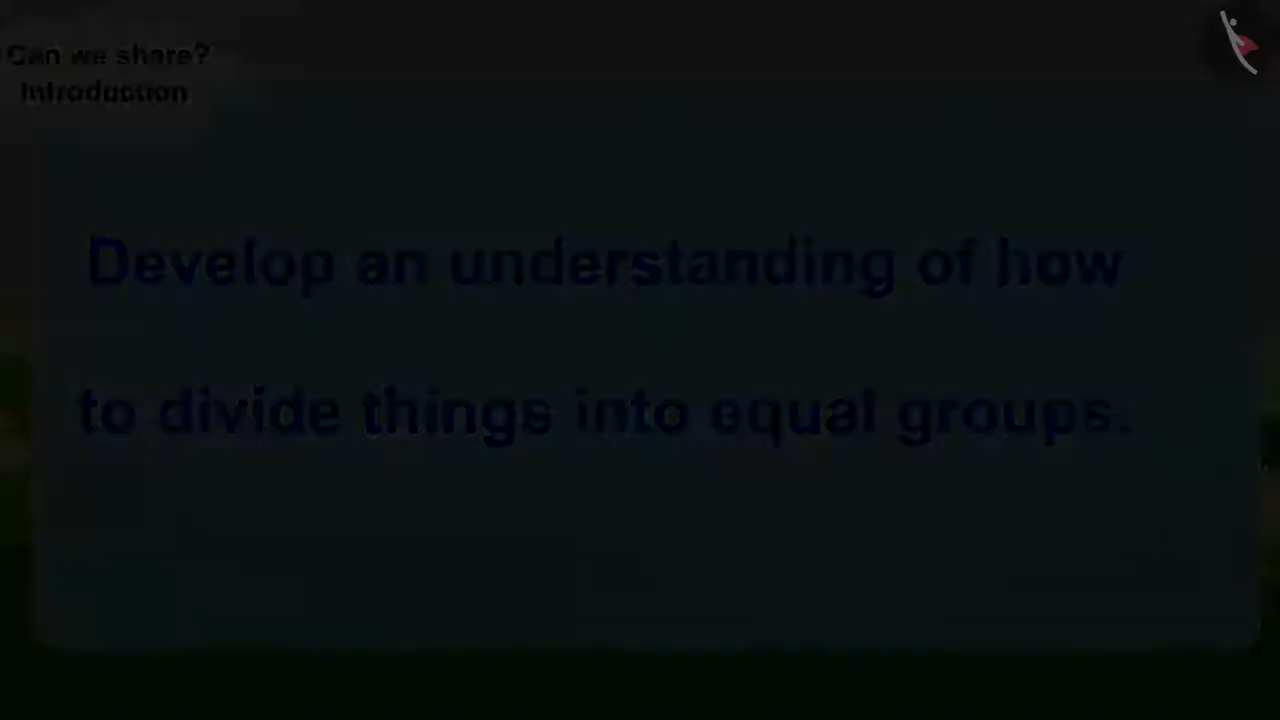 Can we share?
Introduction
Develop an understanding of how
to divide things into equal groups.